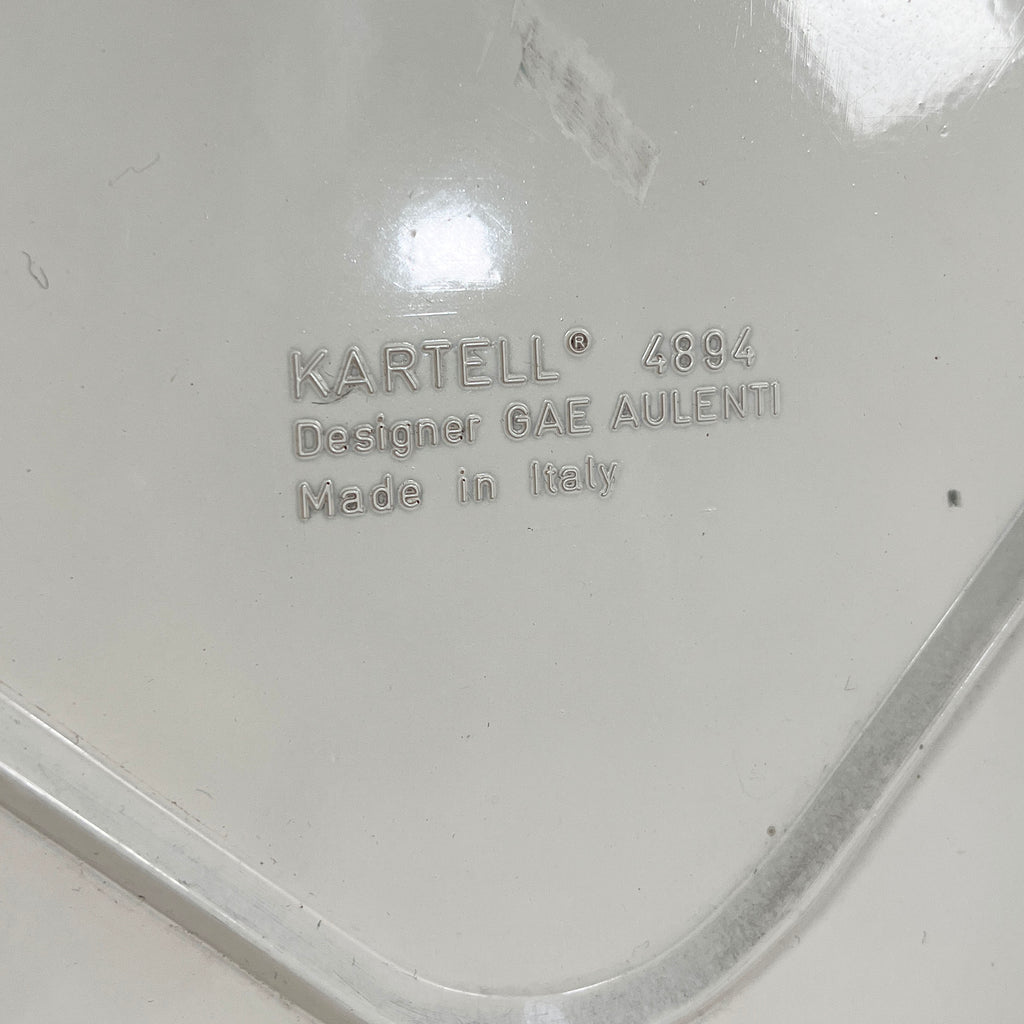 KARTELL® 4894
Designer GAE AULENTI
Made in Italy